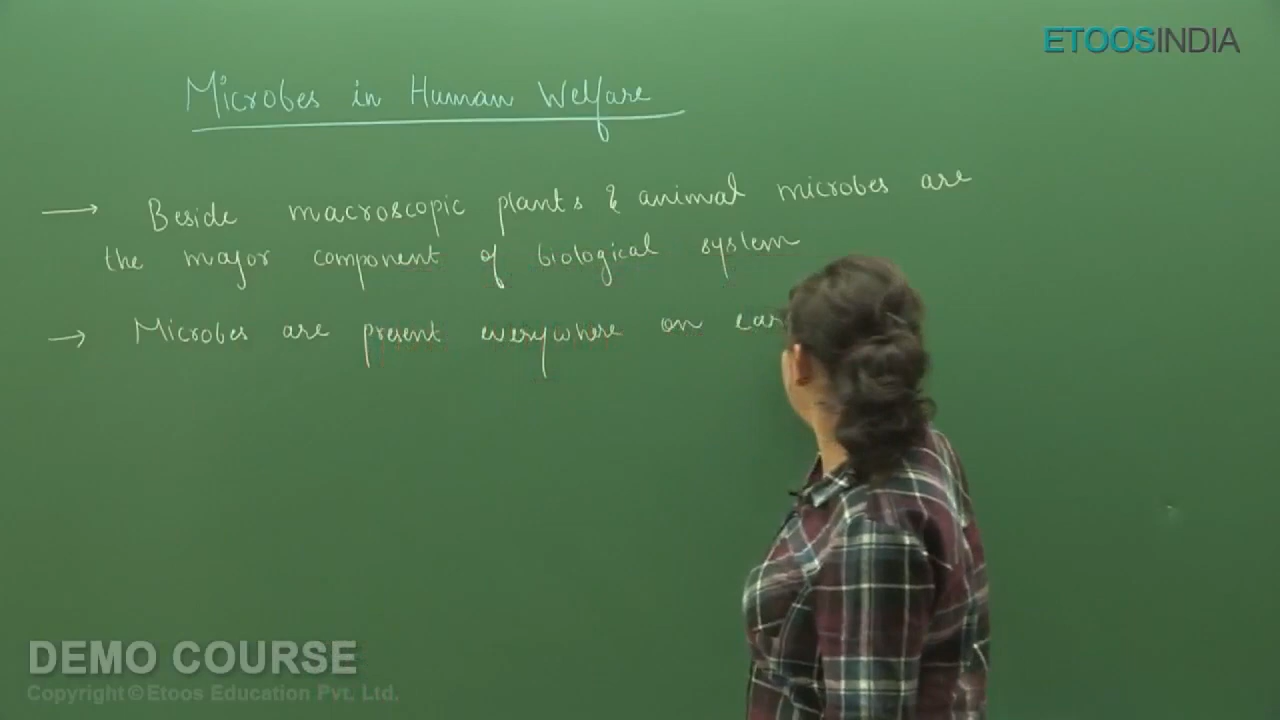 ETOOSINDIA
Microbes in Human Welfare
→ Beside macroscopic plants & animal microbes are
the major component of biological system
→ Microbes are present everywhere on ear
DEMO COURSE
Copyright © Etoos Education Pvt. Ltd.